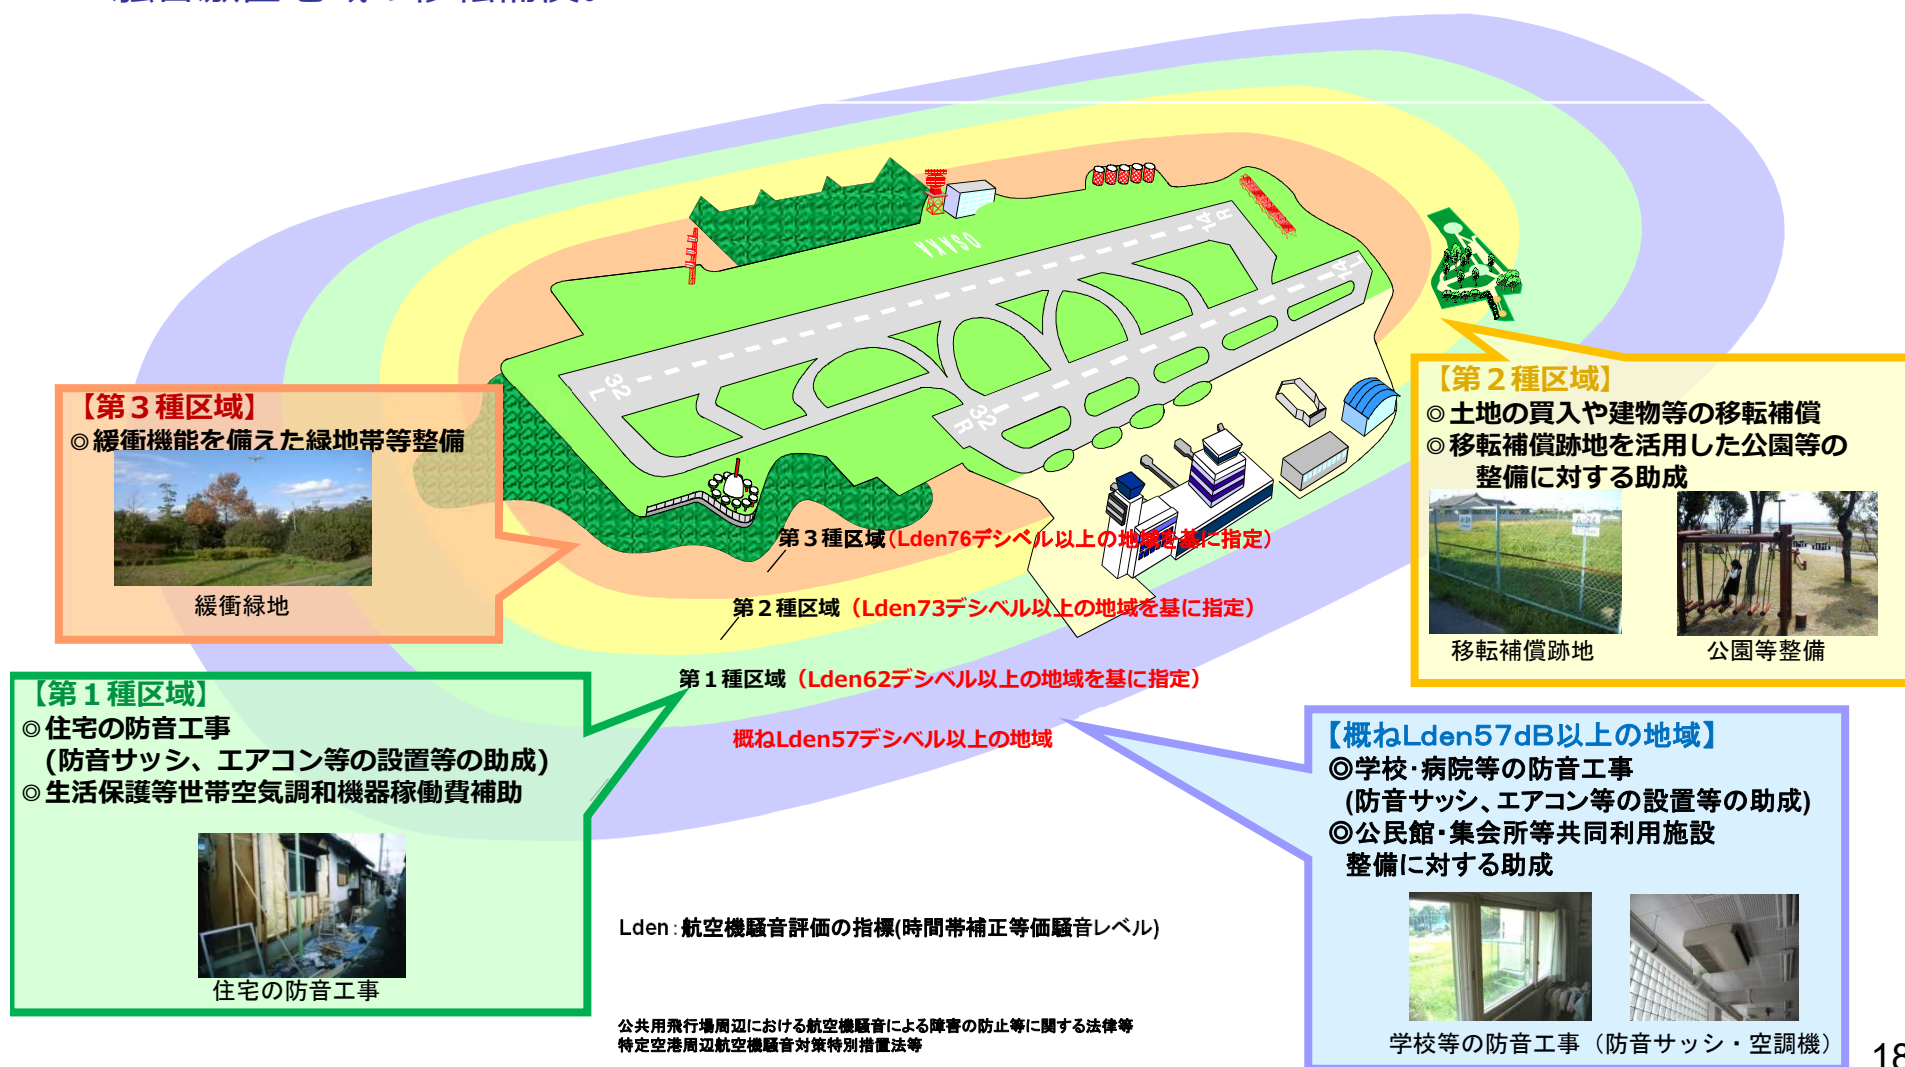 OSAKA
14
R
14
L
32
L
32
R
【第３種区域】
◎緩衝機能を備えた緑地帯等整備
緩衝緑地
【第２種区域】
◎土地の買入や建物等の移転補償
◎移転補償跡地を活用した公園等の
整備に対する助成
移転補償跡地
公園等整備
第３種区域(Lden76デシベル以上の地域を基に指定)
第２種区域（Lden73デシベル以上の地域を基に指定）
第１種区域（Lden62デシベル以上の地域を基に指定）
概ねLden57デシベル以上の地域
【第１種区域】
◎住宅の防音工事
(防音サッシ、エアコン等の設置等の助成)
◎生活保護等世帯空気調和機器稼働費補助
住宅の防音工事
【概ねLden57dB以上の地域】
◎学校・病院等の防音工事
(防音サッシ、エアコン等の設置等の助成)
◎公民館・集会所等共同利用施設
整備に対する助成
学校等の防音工事（防音サッシ・空調機）
Lden：航空機騒音評価の指標(時間帯補正等価騒音レベル)
公共用飛行場周辺における航空機騒音による障害の防止等に関する法律等
特定空港周辺航空機騒音対策特別措置法等
18